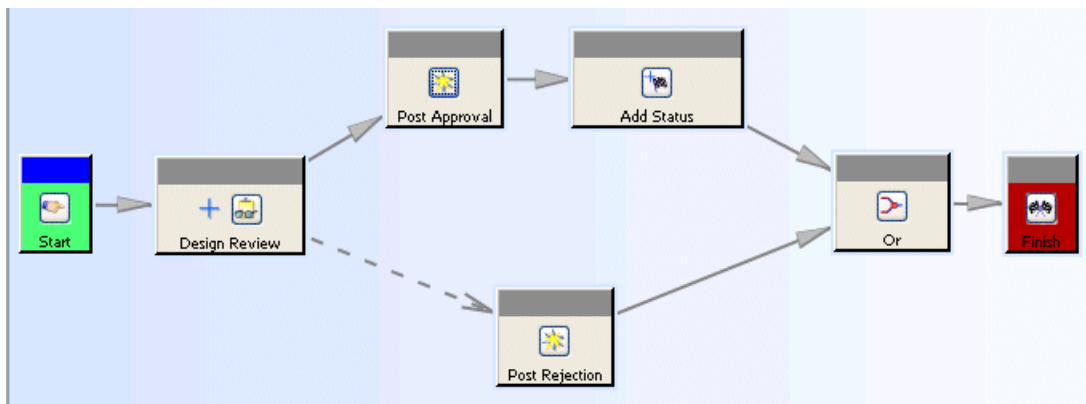 Post Approval
Add Status
Start
Design Review
Or
Finish
Post Rejection